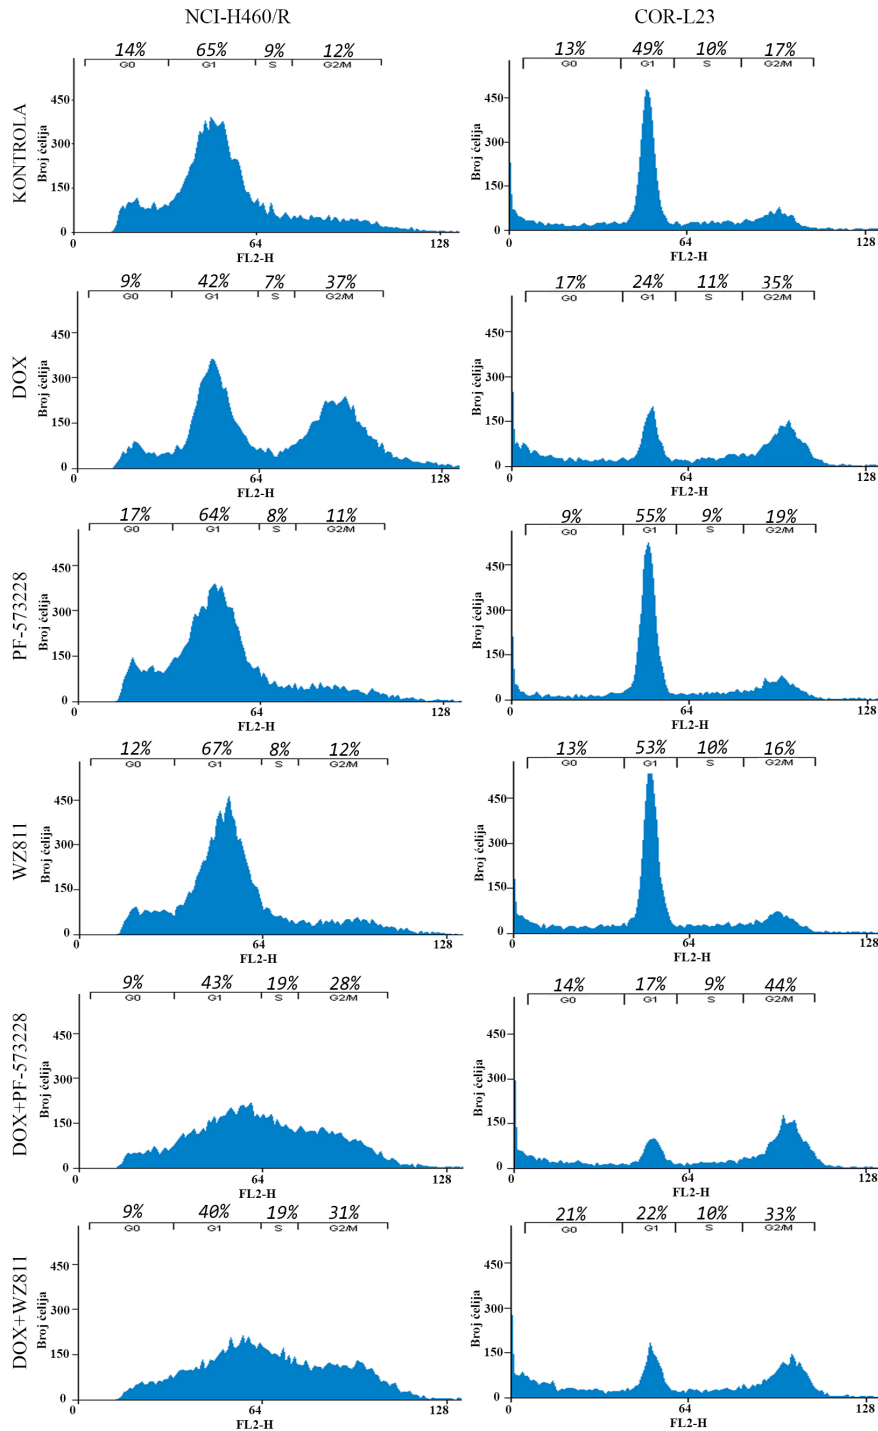 NCI-H460/R COR-L23
KONTROLA
14% 65% 9% 12%
G0 G1 S G2/M
Broj ćelija
450
300
150
0
0 64 128
FL2-H
13% 49% 10% 17%
G0 G1 S G2/M
Broj ćelija
450
300
150
0
0 64 128
FL2-H
DOX
9% 42% 7% 37%
G0 G1 S G2/M
Broj ćelija
450
300
150
0
0 64 128
FL2-H
17% 24% 11% 35%
G0 G1 S G2/M
Broj ćelija
450
300
150
0
0 64 128
FL2-H
PF-573228
17% 64% 8% 11%
G0 G1 S G2/M
Broj ćelija
450
300
150
0
0 64 128
FL2-H
9% 55% 9% 19%
G0 G1 S G2/M
Broj ćelija
450
300
150
0
0 64 128
FL2-H
WZ811
12% 67% 8% 12%
G0 G1 S G2/M
Broj ćelija
450
300
150
0
0 64 128
FL2-H
13% 53% 10% 16%
G0 G1 S G2/M
Broj ćelija
450
300
150
0
0 64 128
FL2-H
DOX+PF-573228
9% 43% 19% 28%
G0 G1 S G2/M
Broj ćelija
450
300
150
0
0 64 128
FL2-H
14% 17% 9% 44%
G0 G1 S G2/M
Broj ćelija
450
300
150
0
0 64 128
FL2-H
DOX+WZ811
9% 40% 19% 31%
G0 G1 S G2/M
Broj ćelija
450
300
150
0
0 64 128
FL2-H
21% 22% 10% 33%
G0 G1 S G2/M
Broj ćelija
450
300
150
0
0 64 128
FL2-H